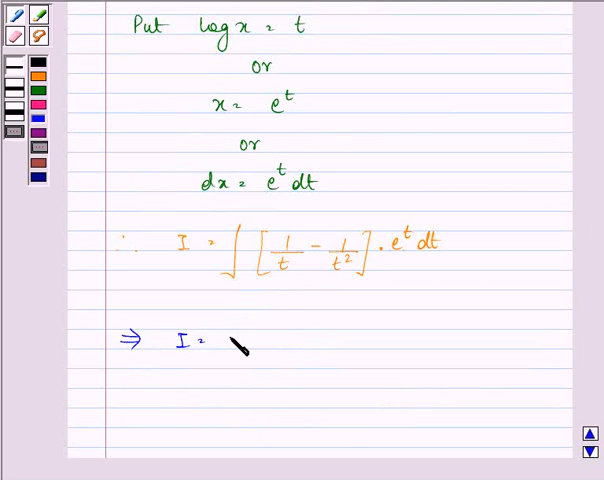 Put log x = t
or
x = e^t
or
dx = e^t dt
∴ I = ∫ [1/t - 1/t²] · e^t dt
⇒ I =